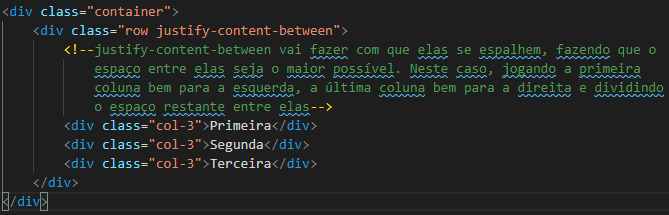 <div class="container">
<div class="row justify-content-between">
<!--justify-content-between vai fazer com que elas se espalhem, fazendo que o
espaço entre elas seja o maior possível. Neste caso, jogando a primeira
coluna bem para a esquerda, a última coluna bem para a direita e dividindo
o espaço restante entre elas-->
<div class="col-3">Primeira</div>
<div class="col-3">Segunda</div>
<div class="col-3">Terceira</div>
</div>
</div>